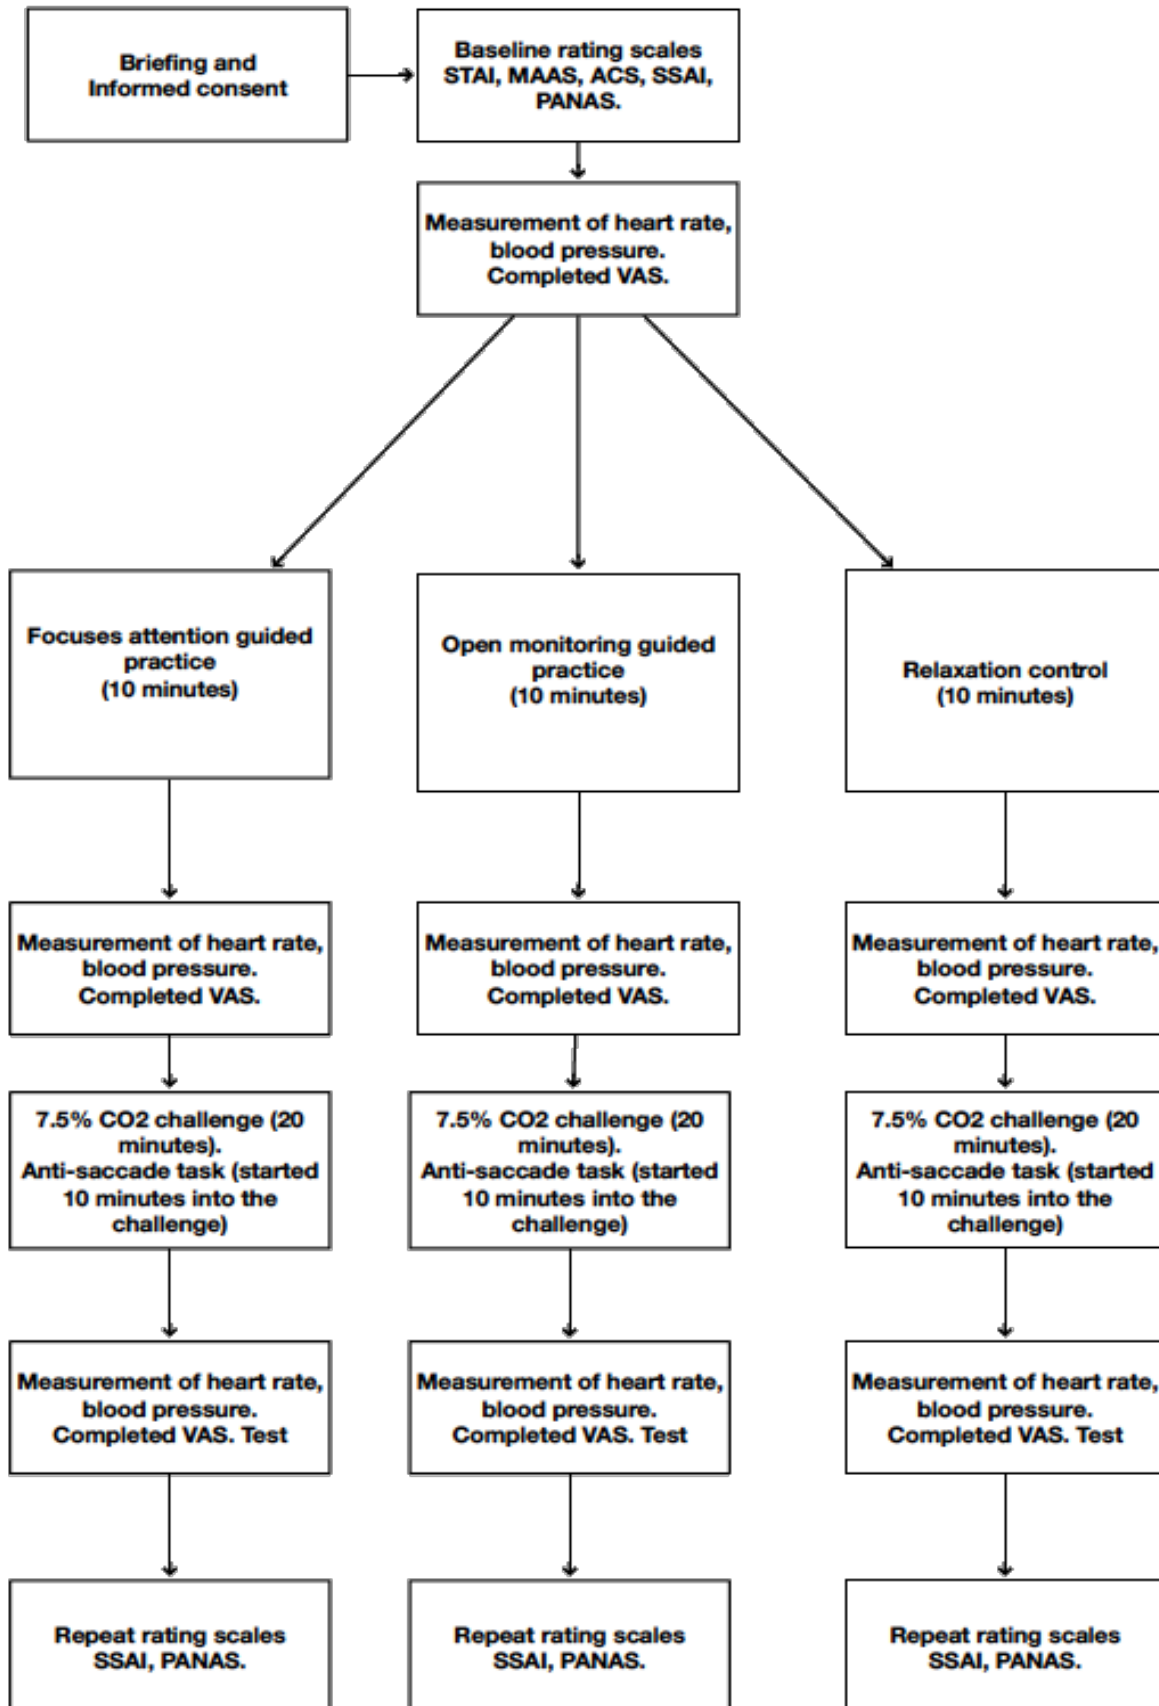 Briefing and
Informed consent
Baseline rating scales
STAI, MAAS, ACS, SSAI,
PANAS.
Measurement of heart rate,
blood pressure.
Completed VAS.
Focuses attention guided
practice
(10 minutes)
Open monitoring guided
practice
(10 minutes)
Relaxation control
(10 minutes)
Measurement of heart rate,
blood pressure.
Completed VAS.
Measurement of heart rate,
blood pressure.
Completed VAS.
Measurement of heart rate,
blood pressure.
Completed VAS.
7.5% CO2 challenge (20
minutes).
Anti-saccade task (started
10 minutes into the
challenge)
7.5% CO2 challenge (20
minutes).
Anti-saccade task (started
10 minutes into the
challenge)
7.5% CO2 challenge (20
minutes).
Anti-saccade task (started
10 minutes into the
challenge)
Measurement of heart rate,
blood pressure.
Completed VAS. Test
Measurement of heart rate,
blood pressure.
Completed VAS. Test
Measurement of heart rate,
blood pressure.
Completed VAS. Test
Repeat rating scales
SSAI, PANAS.
Repeat rating scales
SSAI, PANAS.
Repeat rating scales
SSAI, PANAS.